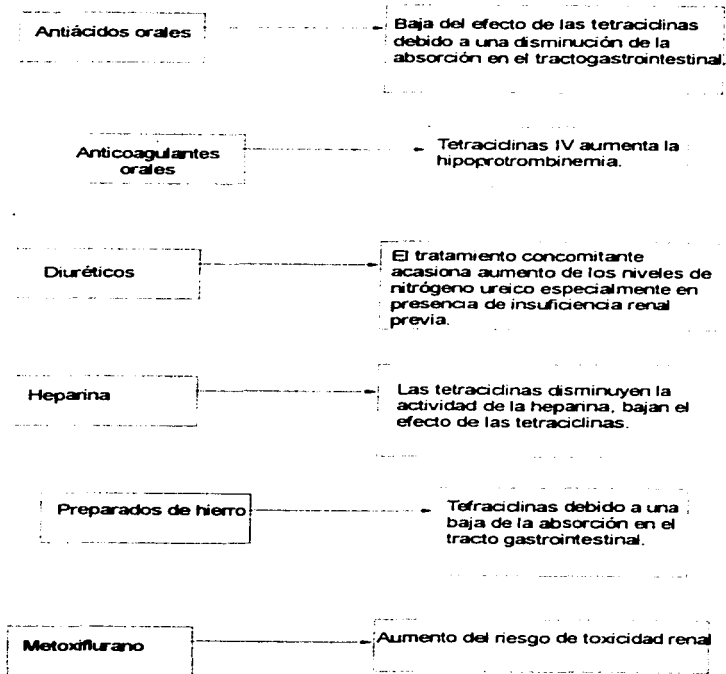 Antiácidos orales
Baja del efecto de las tetraciclinas
debido a una disminución de la
absorción en el tractogastrointestinal.
Anticoagulantes
orales
Tetraciclinas IV aumenta la
hipoprotrombinemia.
Diuréticos
El tratamiento concomitante
acasiona aumento de los niveles de
nitrógeno ureico especialmente en
presencia de insuficiencia renal
previa.
Heparina
Las tetraciclinas disminuyen la
actividad de la heparina, bajan el
efecto de las tetraciclinas.
Preparados de hierro
Tefraciclinas debido a una
baja de la absorción en el
tracto gastrointestinal.
Metoxiflurano
Aumento del riesgo de toxicidad renal